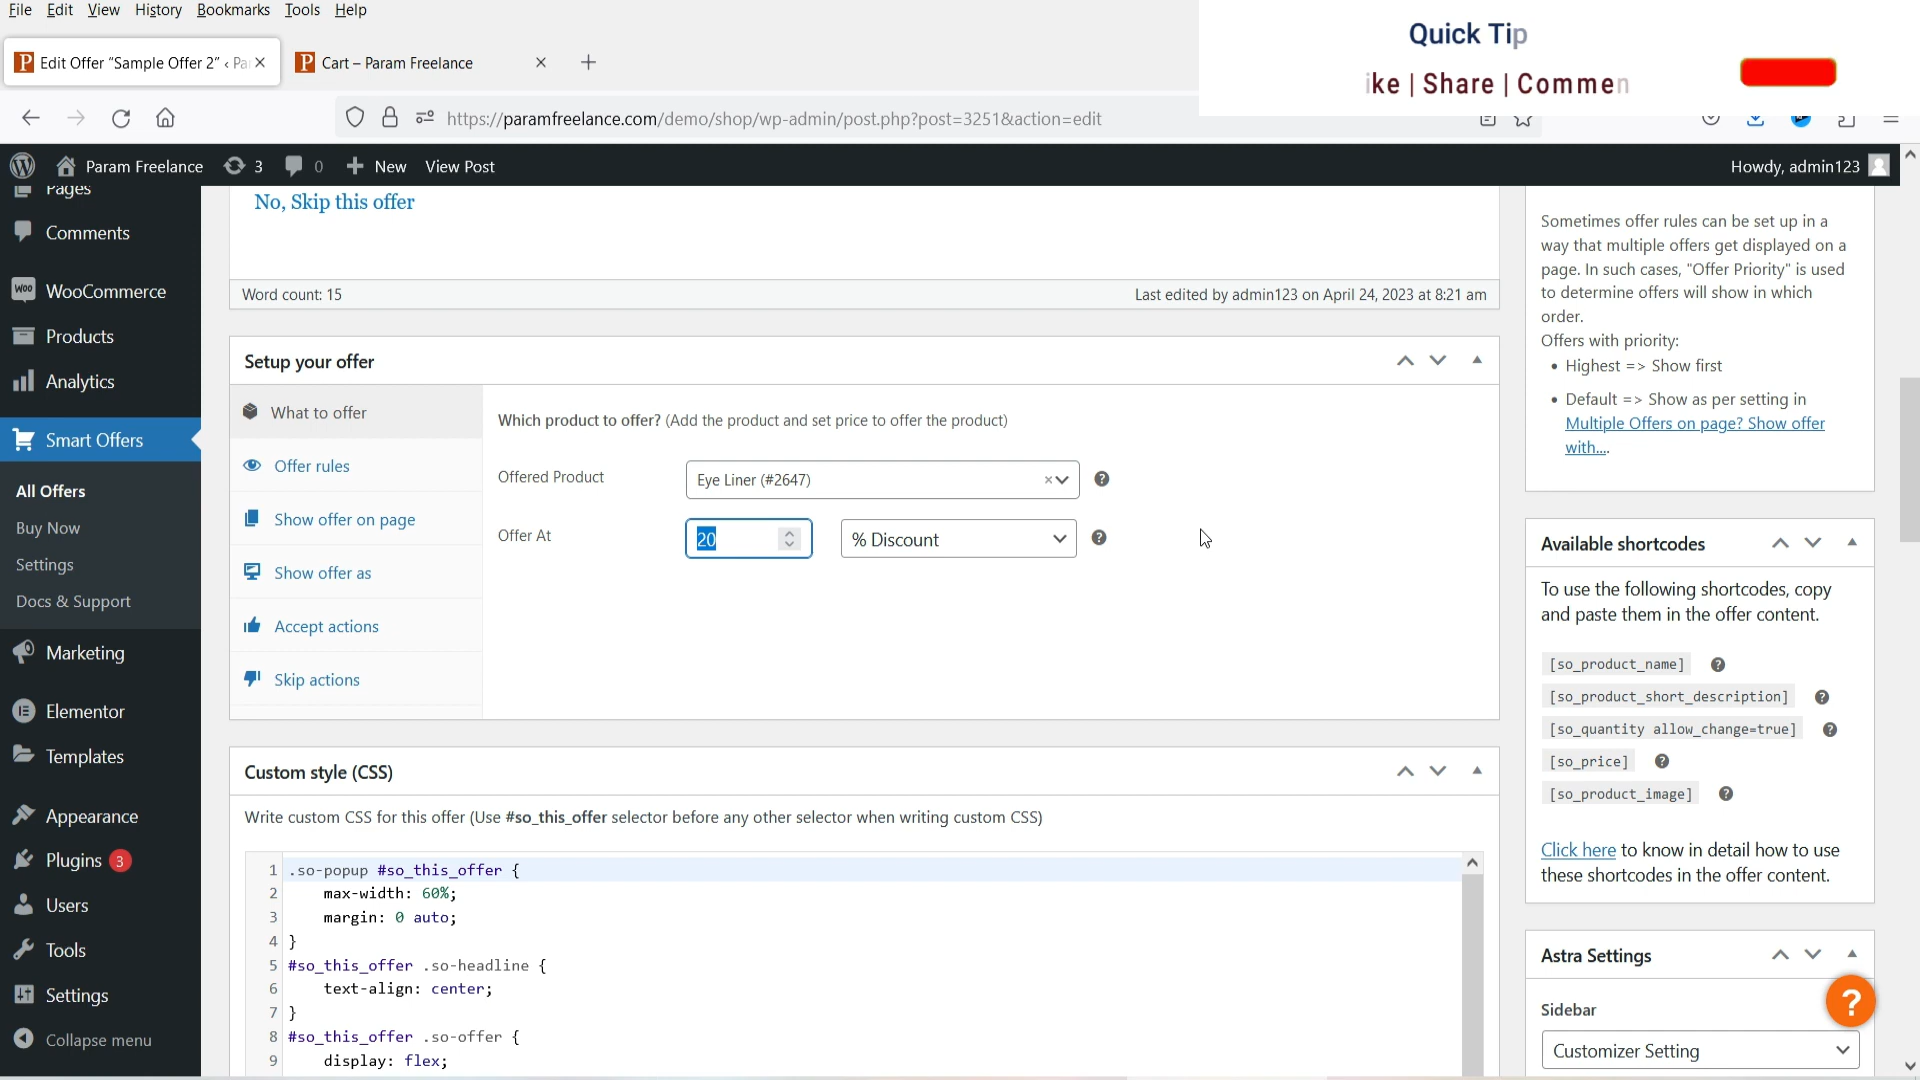 File Edit View History Bookmarks Tools Help
Quick Tip
Edit Offer “Sample Offer 2” ‹ Pa
Cart – Param Freelance
ike | Share | Commen
https://paramfreelance.com/demo/shop/wp-admin/post.php?post=3251&action=edit
Param Freelance 3 0 New View Post
Howdy, admin123
Pages
Comments
WooCommerce
Products
Analytics
Smart Offers
All Offers
Buy Now
Settings
Docs & Support
Marketing
Elementor
Templates
Appearance
Plugins 3
Users
Tools
Settings
Collapse menu
No, Skip this offer
Word count: 15
Last edited by admin123 on April 24, 2023 at 8:21 am
Setup your offer
What to offer
Offer rules
Show offer on page
Show offer as
Accept actions
Skip actions
Which product to offer? (Add the product and set price to offer the product)
Offered Product
Eye Liner (#2647)
×
?
Offer At
20
% Discount
?
Custom style (CSS)
Write custom CSS for this offer (Use #so_this_offer selector before any other selector when writing custom CSS)
1 .so-popup #so_this_offer {
2 max-width: 60%;
3 margin: 0 auto;
4 }
5 #so_this_offer .so-headline {
6 text-align: center;
7 }
8 #so_this_offer .so-offer {
9 display: flex;
Sometimes offer rules can be set up in a
way that multiple offers get displayed on a
page. In such cases, "Offer Priority" is used
to determine offers will show in which
order.
Offers with priority:
• Highest => Show first
• Default => Show as per setting in
Multiple Offers on page? Show offer
with....
Available shortcodes
To use the following shortcodes, copy
and paste them in the offer content.
[so_product_name] ?
[so_product_short_description] ?
[so_quantity allow_change=true] ?
[so_price] ?
[so_product_image] ?
Click here to know in detail how to use
these shortcodes in the offer content.
Astra Settings
Sidebar
?
Customizer Setting